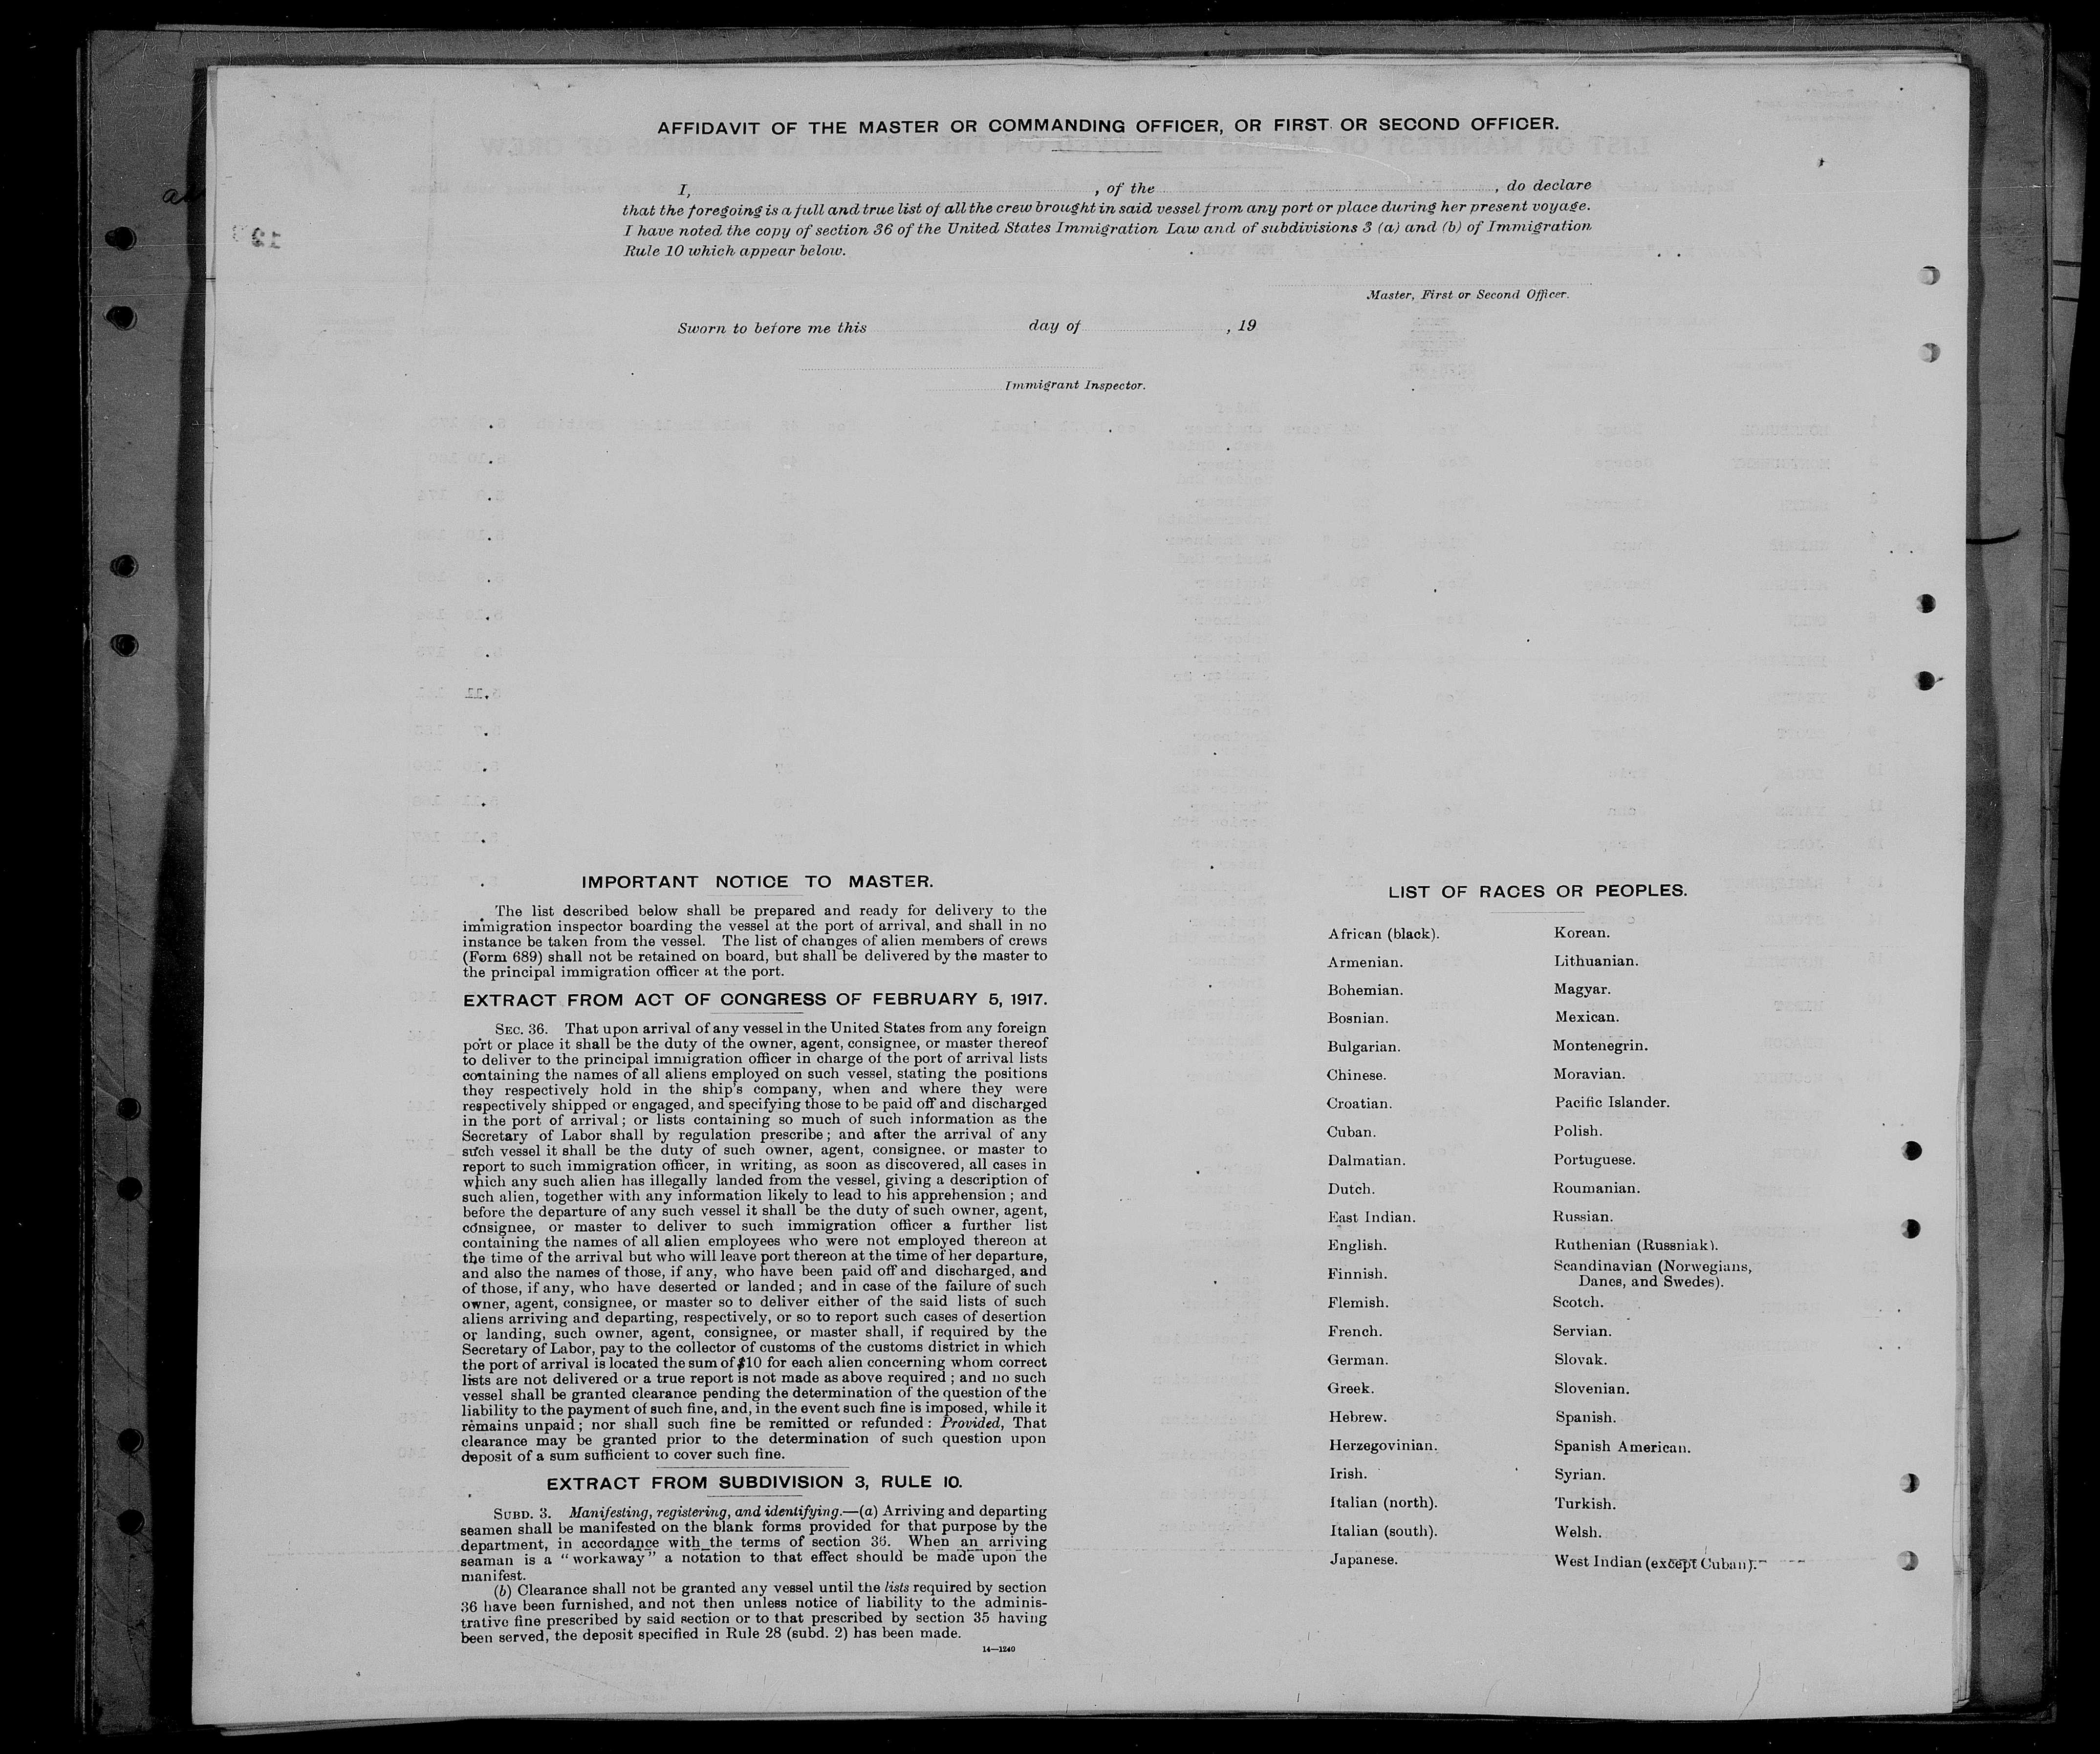 AFFIDAVIT OF THE MASTER OR COMMANDING OFFICER, OR FIRST OR SECOND OFFICER.
I, , of the , do declare
that the foregoing is a full and true list of all the crew brought in said vessel from any port or place during her present voyage.
I have noted the copy of section 36 of the United States Immigration Law and of subdivisions 3 (a) and (b) of Immigration
Rule 10 which appear below.
Master, First or Second Officer.
Sworn to before me this day of , 19
Immigrant Inspector.
IMPORTANT NOTICE TO MASTER.
The list described below shall be prepared and ready for delivery to the
immigration inspector boarding the vessel at the port of arrival, and shall in no
instance be taken from the vessel. The list of changes of alien members of crews
(Form 689) shall not be retained on board, but shall be delivered by the master to
the principal immigration officer at the port.
EXTRACT FROM ACT OF CONGRESS OF FEBRUARY 5, 1917.
SEC. 36. That upon arrival of any vessel in the United States from any foreign
port or place it shall be the duty of the owner, agent, consignee, or master thereof
to deliver to the principal immigration officer in charge of the port of arrival lists
containing the names of all aliens employed on such vessel, stating the positions
they respectively hold in the ship's company, when and where they were
respectively shipped or engaged, and specifying those to be paid off and discharged
in the port of arrival; or lists containing so much of such information as the
Secretary of Labor shall by regulation prescribe; and after the arrival of any
such vessel it shall be the duty of such owner, agent, consignee, or master to
report to such immigration officer, in writing, as soon as discovered, all cases in
which any such alien has illegally landed from the vessel, giving a description of
such alien, together with any information likely to lead to his apprehension; and
before the departure of any such vessel it shall be the duty of such owner, agent,
consignee, or master to deliver to such immigration officer a further list
containing the names of all alien employees who were not employed thereon at
the time of the arrival but who will leave port thereon at the time of her departure,
and also the names of those, if any, who have been paid off and discharged, and
of those, if any, who have deserted or landed; and in case of the failure of such
owner, agent, consignee, or master so to deliver either of the said lists of such
aliens arriving and departing, respectively, or so to report such cases of desertion
or landing, such owner, agent, consignee, or master shall, if required by the
Secretary of Labor, pay to the collector of customs of the customs district in which
the port of arrival is located the sum of $10 for each alien concerning whom correct
lists are not delivered or a true report is not made as above required; and no such
vessel shall be granted clearance pending the determination of the question of the
liability to the payment of such fine, and, in the event such fine is imposed, while it
remains unpaid; nor shall such fine be remitted or refunded: Provided, That
clearance may be granted prior to the determination of such question upon
deposit of a sum sufficient to cover such fine.
EXTRACT FROM SUBDIVISION 3, RULE 10.
SUBD. 3. Manifesting, registering, and identifying.—(a) Arriving and departing
seamen shall be manifested on the blank forms provided for that purpose by the
department, in accordance with the terms of section 36. When an arriving
seaman is a "workaway" a notation to that effect should be made upon the
manifest.
(b) Clearance shall not be granted any vessel until the lists required by section
36 have been furnished, and not then unless notice of liability to the adminis-
trative fine prescribed by said section or to that prescribed by section 35 having
been served, the deposit specified in Rule 28 (subd. 2) has been made.
14—1240
LIST OF RACES OR PEOPLES.
African (black).
Armenian.
Bohemian.
Bosnian.
Bulgarian.
Chinese.
Croatian.
Cuban.
Dalmatian.
Dutch.
East Indian.
English.
Finnish.
Flemish.
French.
German.
Greek.
Hebrew.
Herzegovinian.
Irish.
Italian (north).
Italian (south).
Japanese.
Korean.
Lithuanian.
Magyar.
Mexican.
Montenegrin.
Moravian.
Pacific Islander.
Polish.
Portuguese.
Roumanian.
Russian.
Ruthenian (Russniak).
Scandinavian (Norwegians,
Danes, and Swedes).
Scotch.
Servian.
Slovak.
Slovenian.
Spanish.
Spanish American.
Syrian.
Turkish.
Welsh.
West Indian (except Cuban).